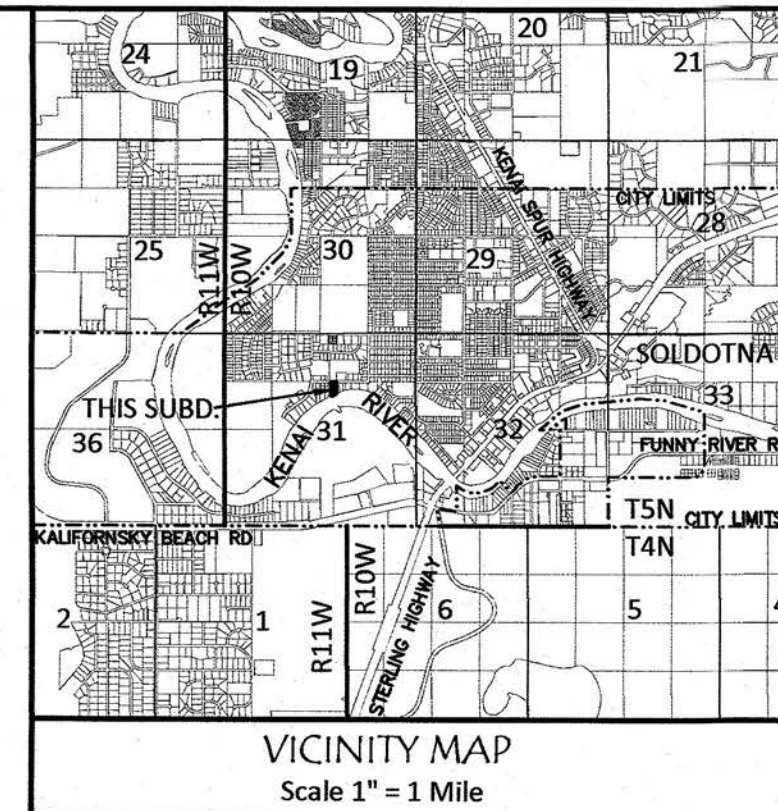 24
19
20
21
KENAI SPUR HIGHWAY
CITY LIMITS
28
25
R11W
R10W
30
29
SOLDOTNA
THIS SUBD.
33
36
KENAI
31
RIVER
32
FUNNY RIVER R
T5N
CITY LIMITS
KALIFORNSKY BEACH RD
T4N
2
1
R11W
R10W
STERLING HIGHWAY
6
5
VICINITY MAP
Scale 1" = 1 Mile